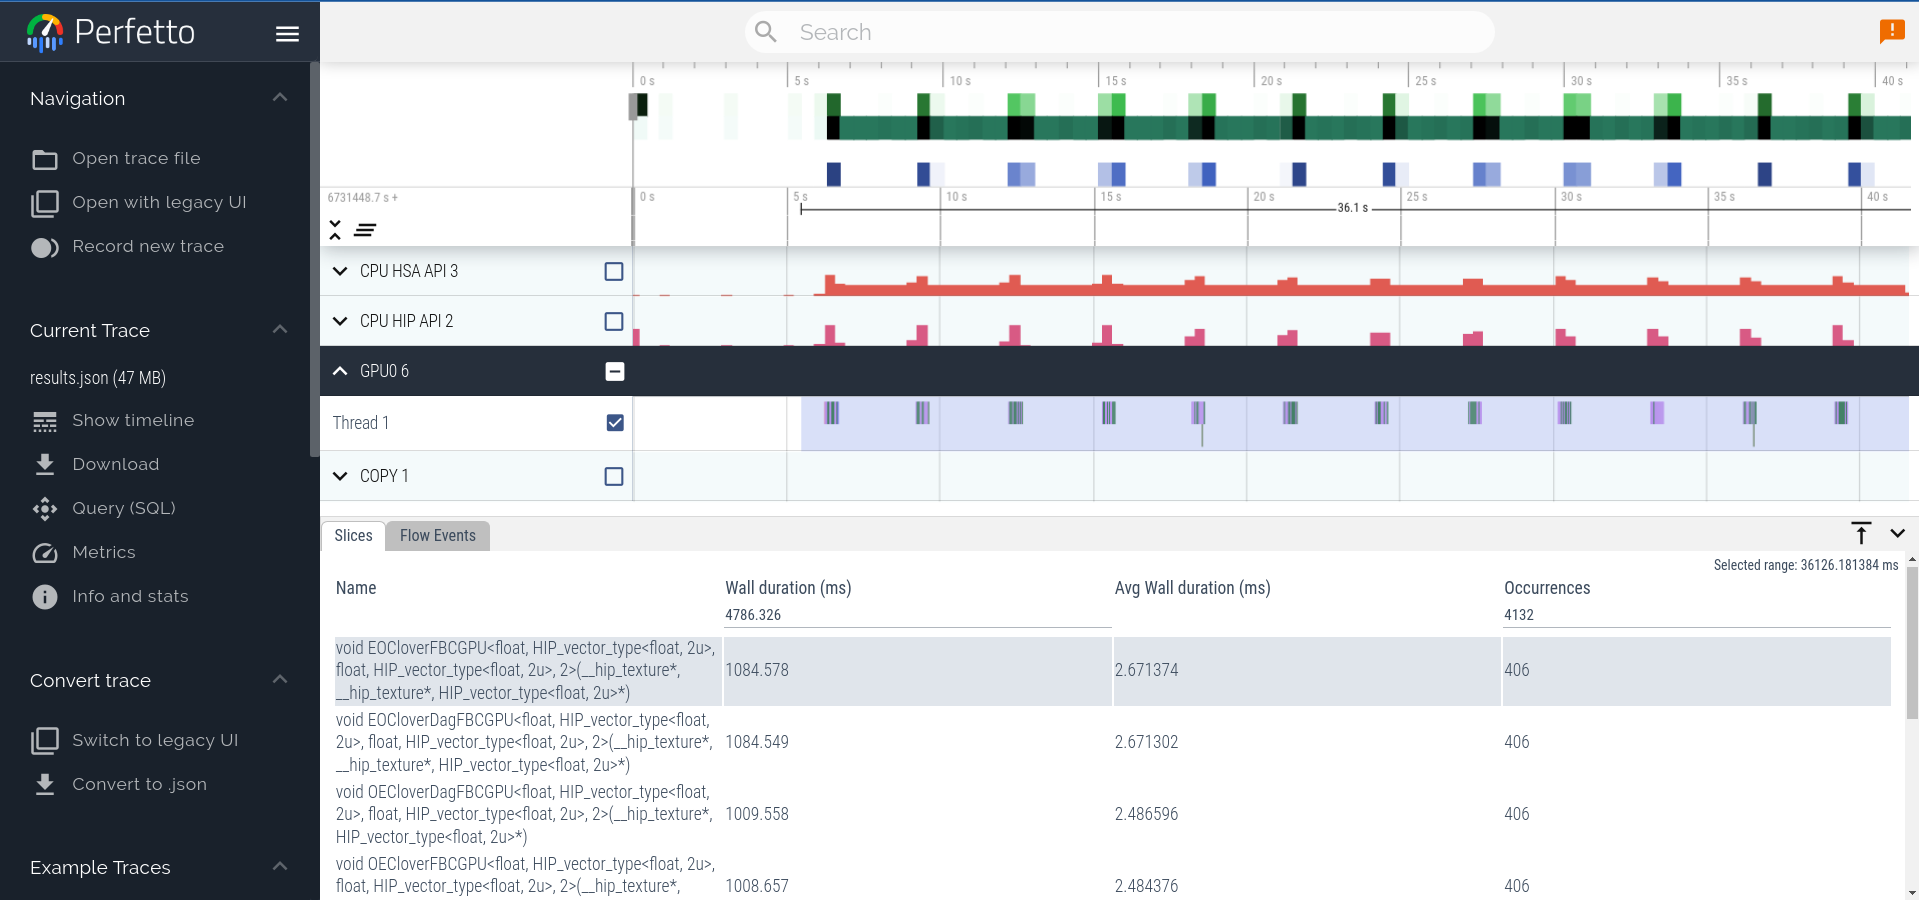 Perfetto
Search
Navigation
Open trace file
Open with legacy UI
Record new trace
Current Trace
results.json (47 MB)
Show timeline
Download
Query (SQL)
Metrics
Info and stats
Convert trace
Switch to legacy UI
Convert to .json
Example Traces
0 s 5 s 10 s 15 s 20 s 25 s 30 s 35 s 40 s
6731448.7 s + 0 s 5 s 10 s 15 s 20 s 25 s 30 s 35 s 40 s
36.1 s
CPU HSA API 3
CPU HIP API 2
GPU0 6
Thread 1
COPY 1
Slices Flow Events
Selected range: 36126.181384 ms
Name Wall duration (ms) Avg Wall duration (ms) Occurrences
4786.326 4132
void EOCloverFBCGPU<float, HIP_vector_type<float, 2u>,
float, HIP_vector_type<float, 2u>, 2>(__hip_texture*, 1084.578 2.671374 406
__hip_texture*, HIP_vector_type<float, 2u>*)
void EOCloverDagFBCGPU<float, HIP_vector_type<float,
2u>, float, HIP_vector_type<float, 2u>, 2>(__hip_texture*, 1084.549 2.671302 406
__hip_texture*, HIP_vector_type<float, 2u>*)
void OECloverDagFBCGPU<float, HIP_vector_type<float,
2u>, float, HIP_vector_type<float, 2u>, 2>(__hip_texture*, 1009.558 2.486596 406
HIP_vector_type<float, 2u>*)
void OECloverFBCGPU<float, HIP_vector_type<float, 2u>,
float, HIP_vector_type<float, 2u>, 2>(__hip_texture*, 1008.657 2.484376 406